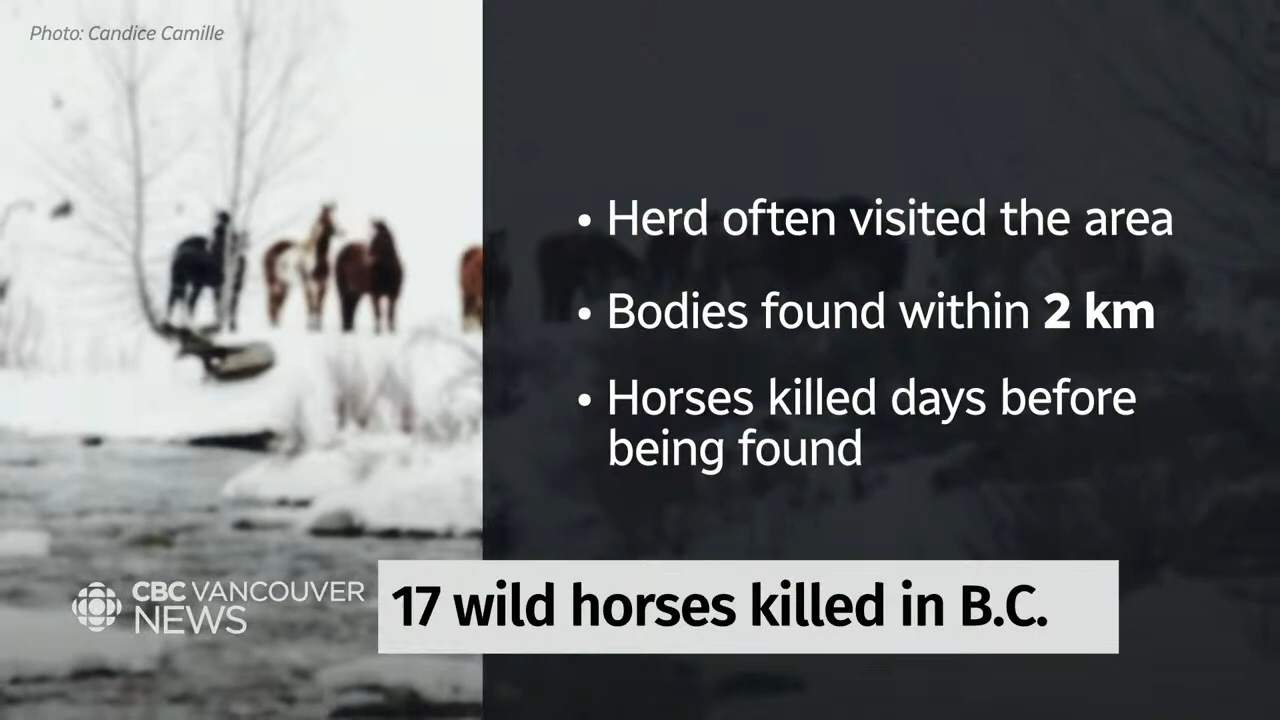 Photo: Candice Camille
• Herd often visited the area
• Bodies found within 2 km
• Horses killed days before
being found
CBC VANCOUVER
NEWS
17 wild horses killed in B.C.